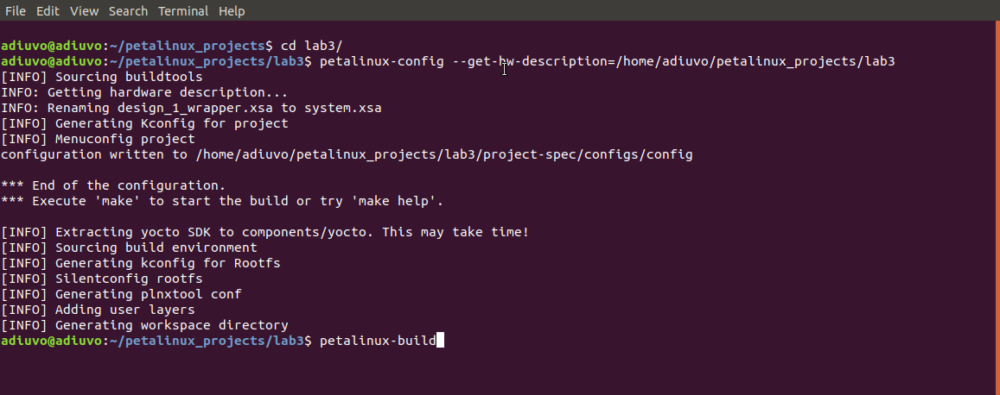 File Edit View Search Terminal Help
adiuvo@adiuvo:~/petalinux_projects$ cd lab3/
adiuvo@adiuvo:~/petalinux_projects/lab3$ petalinux-config --get-hw-description=/home/adiuvo/petalinux_projects/lab3
[INFO] Sourcing buildtools
INFO: Getting hardware description...
INFO: Renaming design_1_wrapper.xsa to system.xsa
[INFO] Generating Kconfig for project
[INFO] Menuconfig project
configuration written to /home/adiuvo/petalinux_projects/lab3/project-spec/configs/config
*** End of the configuration.
*** Execute 'make' to start the build or try 'make help'.
[INFO] Extracting yocto SDK to components/yocto. This may take time!
[INFO] Sourcing build environment
[INFO] Generating kconfig for Rootfs
[INFO] Silentconfig rootfs
[INFO] Generating plnxtool conf
[INFO] Adding user layers
[INFO] Generating workspace directory
adiuvo@adiuvo:~/petalinux_projects/lab3$ petalinux-build